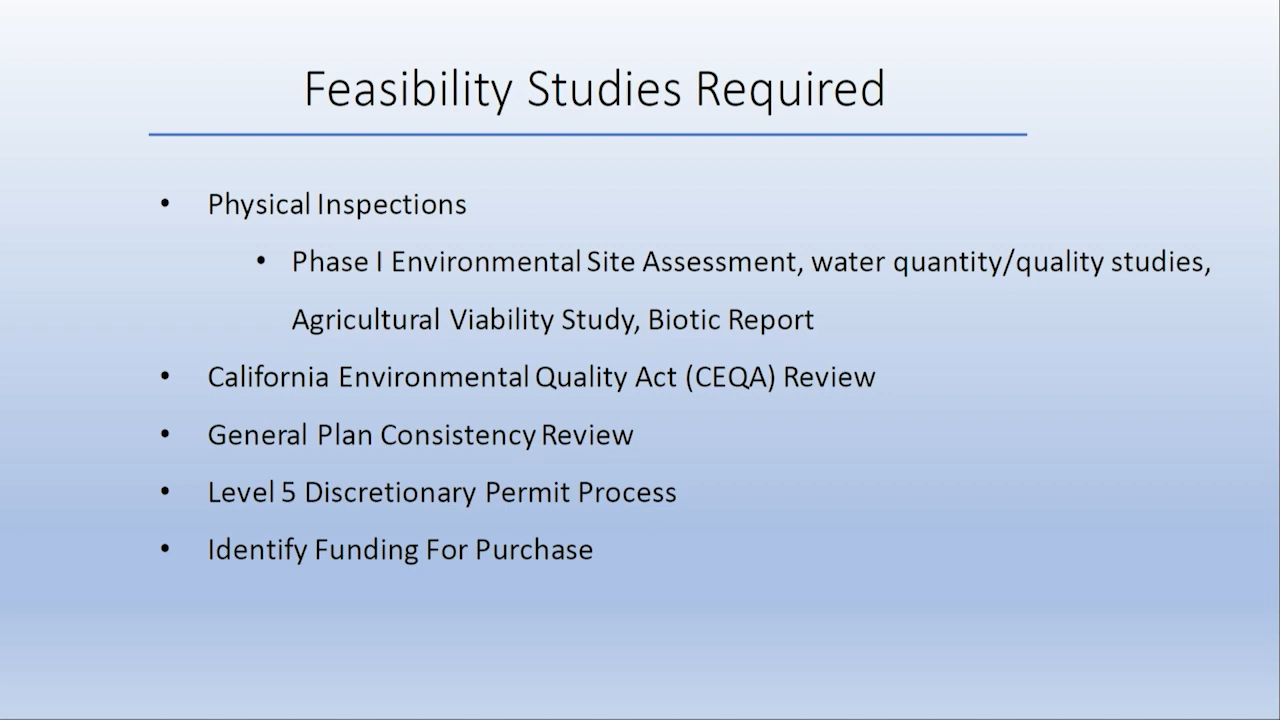 Feasibility Studies Required
• Physical Inspections
• Phase I Environmental Site Assessment, water quantity/quality studies,
Agricultural Viability Study, Biotic Report
• California Environmental Quality Act (CEQA) Review
• General Plan Consistency Review
• Level 5 Discretionary Permit Process
• Identify Funding For Purchase